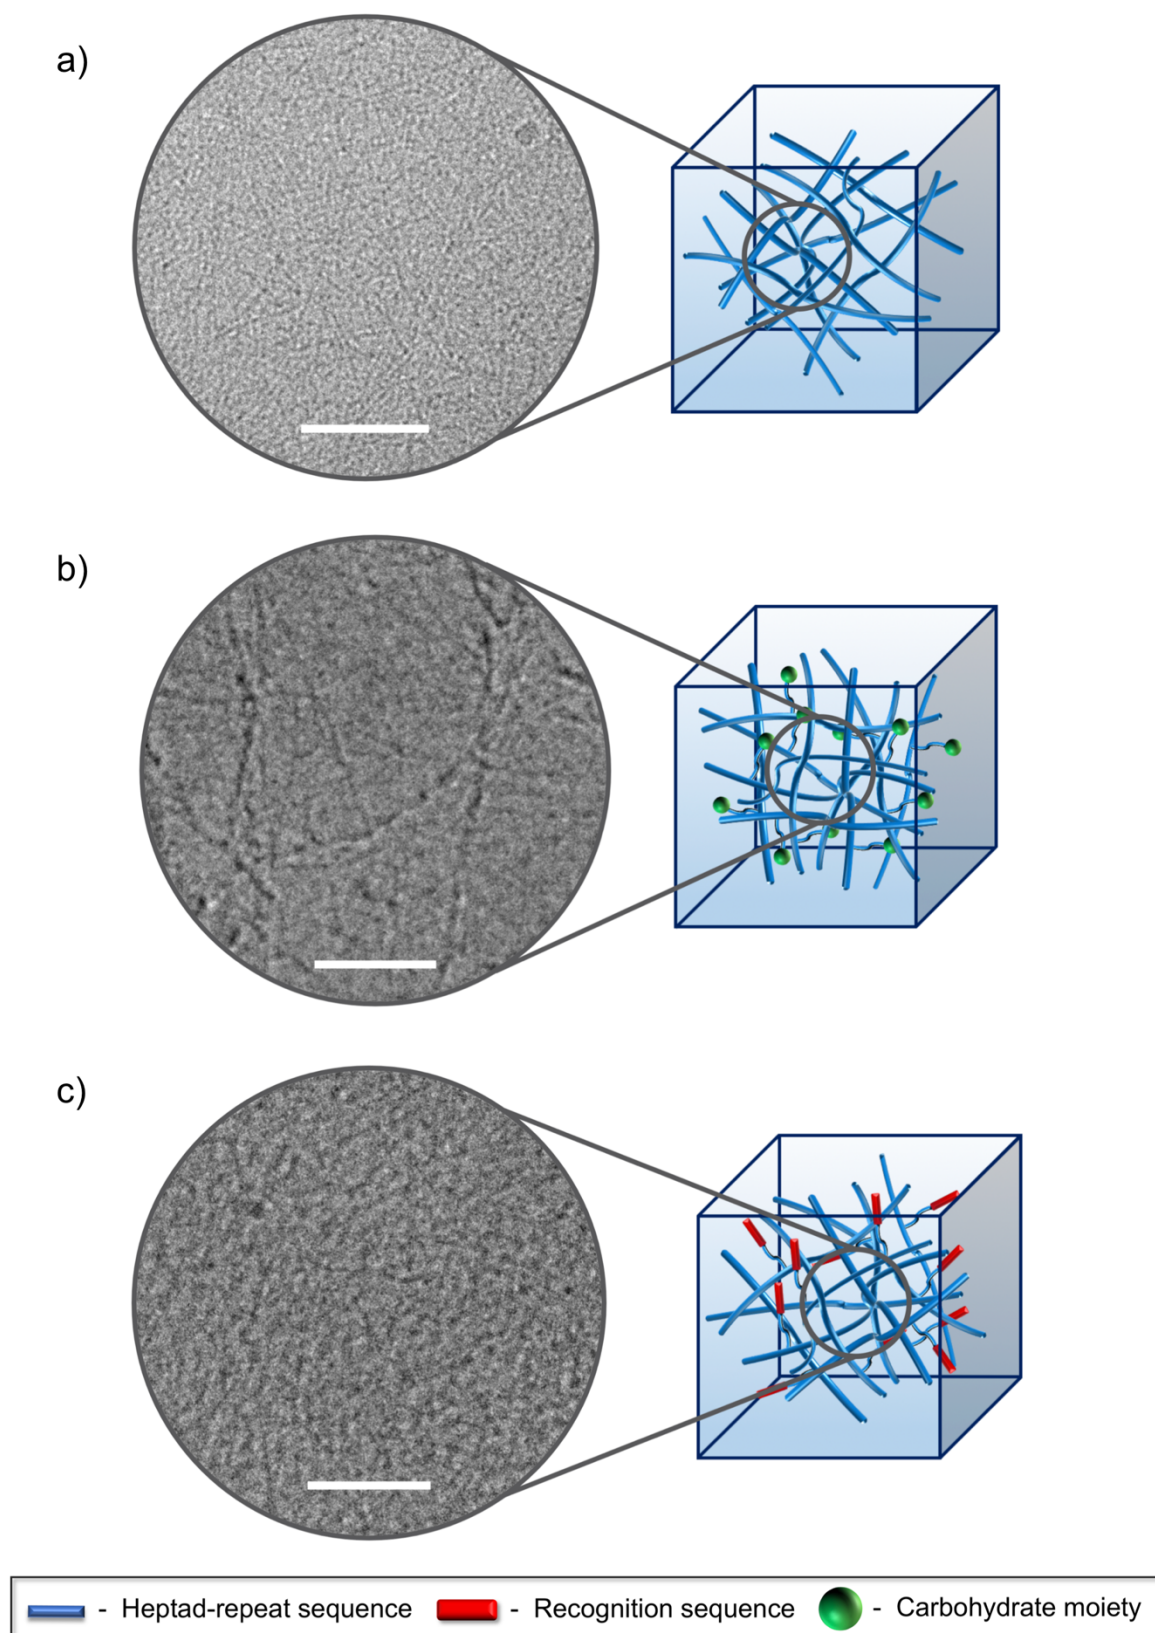 a)
b)
c)
- Heptad-repeat sequence - Recognition sequence - Carbohydrate moiety